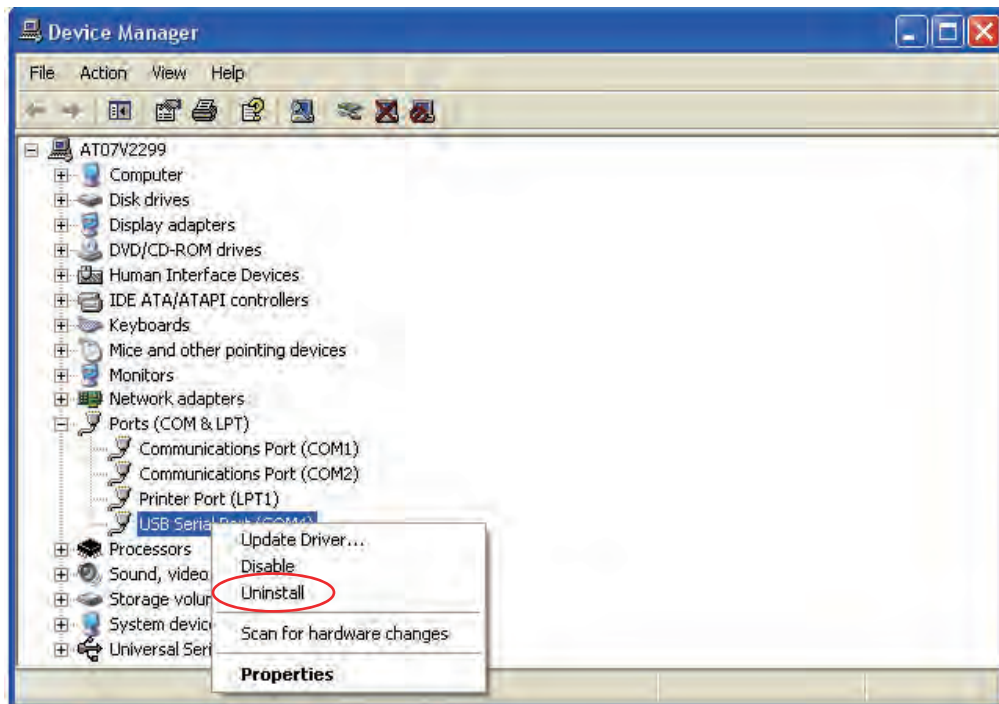 Device Manager
File Action View Help
AT07V2299
Computer
Disk drives
Display adapters
DVD/CD-ROM drives
Human Interface Devices
IDE ATA/ATAPI controllers
Keyboards
Mice and other pointing devices
Monitors
Network adapters
Ports (COM & LPT)
Communications Port (COM1)
Communications Port (COM2)
Printer Port (LPT1)
USB Serial Port (COM4)
Processors
Sound, video
Storage volur
System devic
Universal Seri
Update Driver...
Disable
Uninstall
Scan for hardware changes
Properties